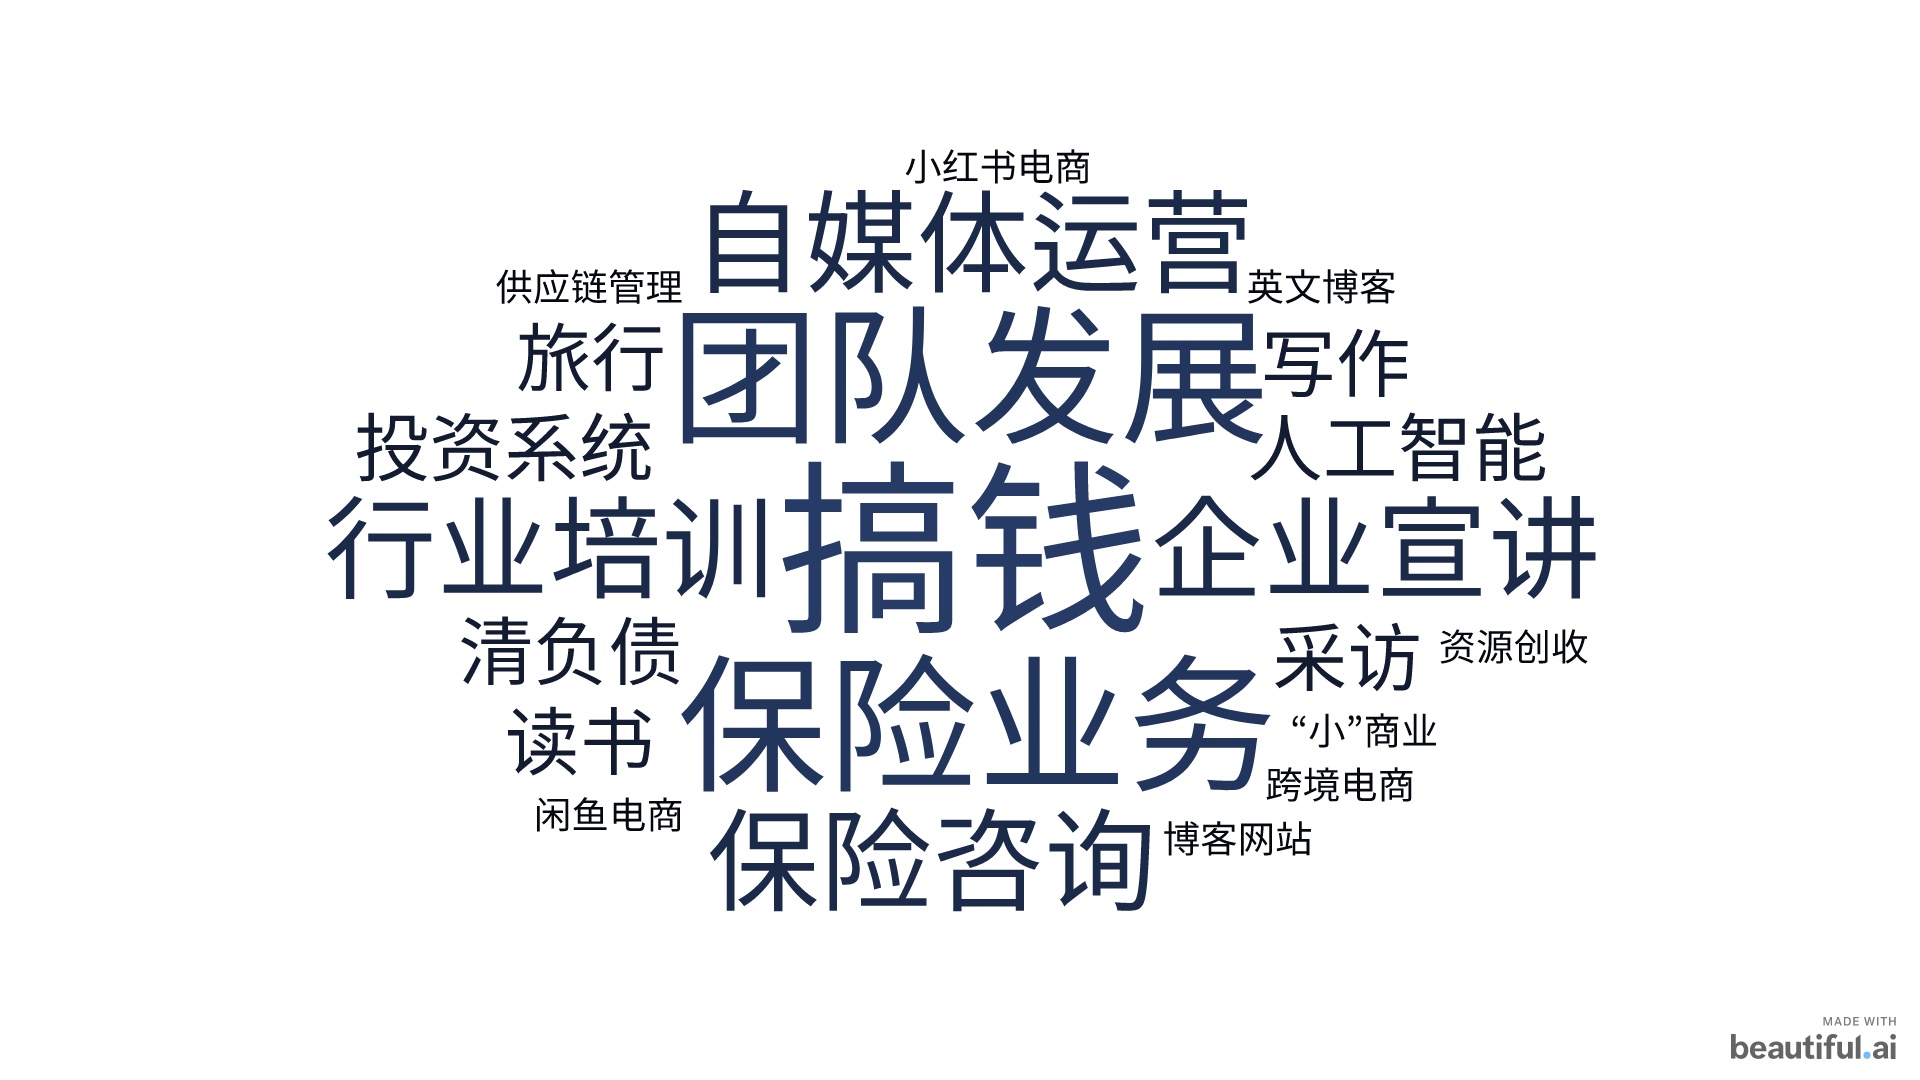 小红书电商
自媒体运营
供应链管理
英文博客
团队发展
旅行
写作
投资系统
人工智能
行业培训
搞钱
企业宣讲
清负债
采访
资源创收
保险业务
读书
“小”商业
跨境电商
闲鱼电商
保险咨询
博客网站
MADE WITH
beautiful.ai